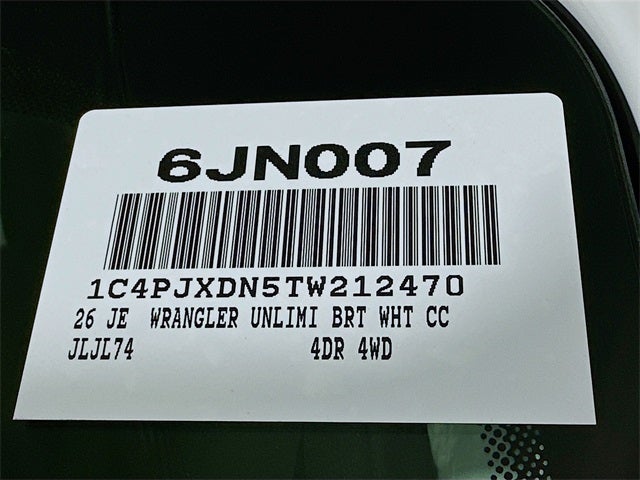 6JN007
1C4PJXDN5TW212470
26 JE WRANGLER UNLIMI BRT WHT CC
JLJL74 4DR 4WD